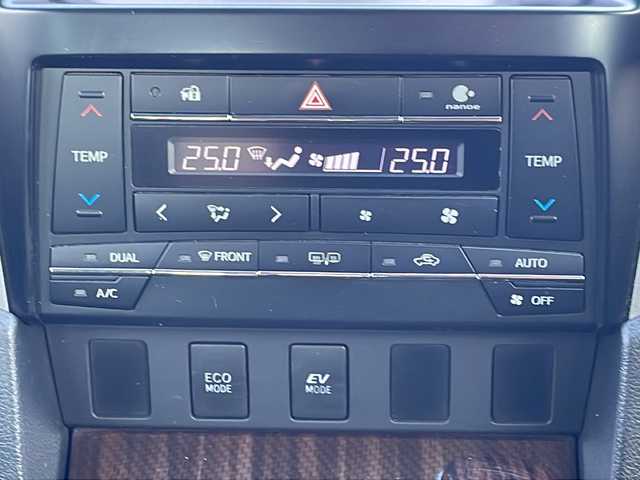 nanoe
TEMP
25.0
25.0
TEMP
DUAL
FRONT
AUTO
A/C
OFF
ECO
MODE
EV
MODE